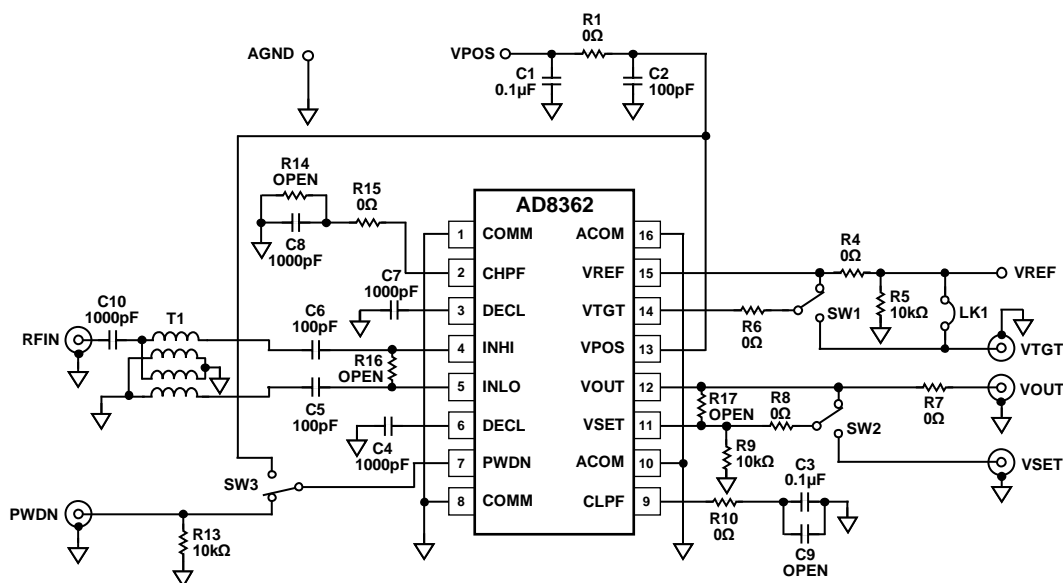 AGND
VPOS
R1
0Ω
C1
0.1µF
C2
100pF
R14
OPEN
R15
0Ω
C8
1000pF
AD8362
1 COMM ACOM 16
2 CHPF VREF 15
3 DECL VTGT 14
4 INHI VPOS 13
5 INLO VOUT 12
6 DECL VSET 11
7 PWDN ACOM 10
8 COMM CLPF 9
C7
1000pF
C10
1000pF
T1
C6
100pF
RFIN
R16
OPEN
C5
100pF
C4
1000pF
SW3
PWDN
R13
10kΩ
R4
0Ω
VREF
R5
10kΩ
LK1
SW1
R6
0Ω
VTGT
R17
OPEN
R8
0Ω
SW2
R7
0Ω
VOUT
R9
10kΩ
VSET
C3
0.1µF
R10
0Ω
C9
OPEN